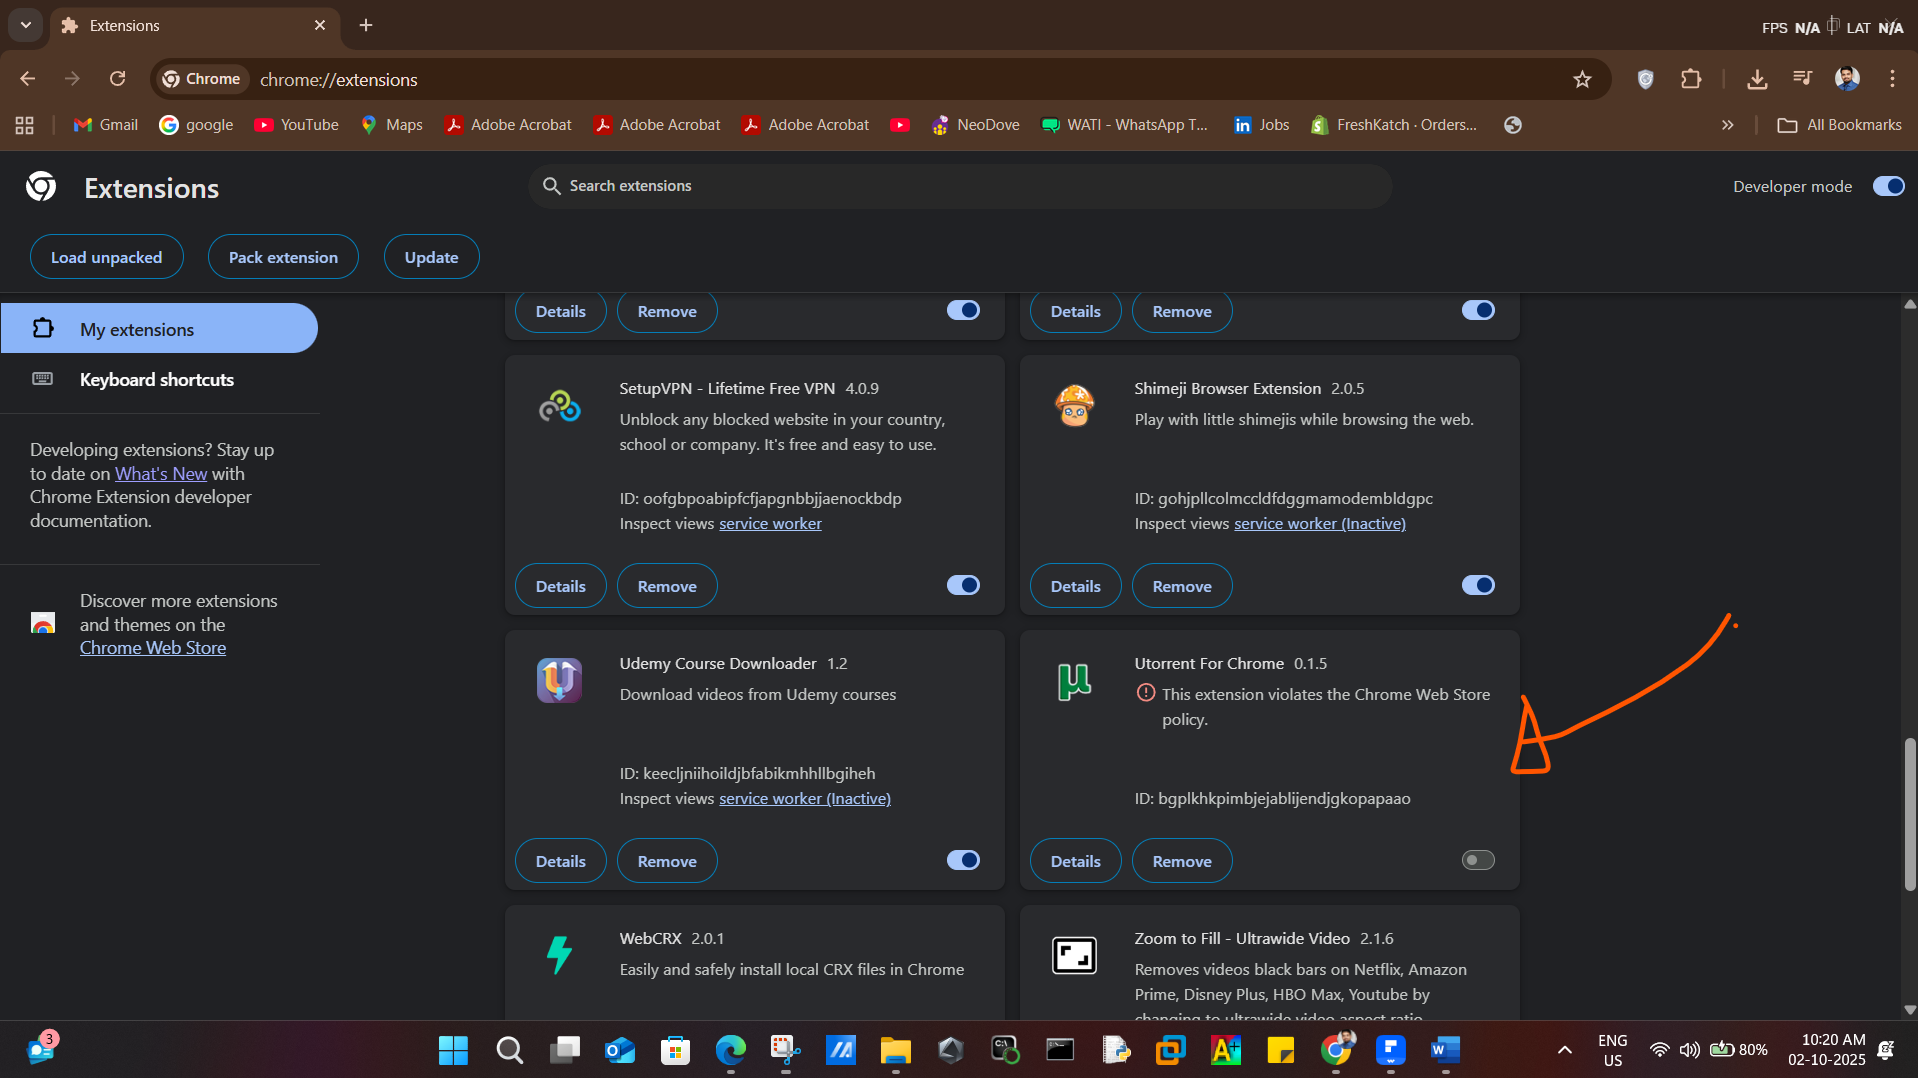 Extensions
FPS N/A LAT N/A
Chrome chrome://extensions
Gmail google YouTube Maps Adobe Acrobat Adobe Acrobat Adobe Acrobat NeoDove WATI - WhatsApp T... Jobs FreshKatch · Orders... All Bookmarks
Extensions
Search extensions
Developer mode
Load unpacked Pack extension Update
My extensions
Keyboard shortcuts
Developing extensions? Stay up
to date on What's New with
Chrome Extension developer
documentation.
Discover more extensions
and themes on the
Chrome Web Store
Details Remove
Details Remove
SetupVPN - Lifetime Free VPN 4.0.9
Unblock any blocked website in your country,
school or company. It's free and easy to use.
ID: oofgbpoabipfcfjapgnbbjjaenockbdp
Inspect views service worker
Details Remove
Shimeji Browser Extension 2.0.5
Play with little shimejis while browsing the web.
ID: gohjpllcolmccldfdggmamodembldgpc
Inspect views service worker (Inactive)
Details Remove
Udemy Course Downloader 1.2
Download videos from Udemy courses
ID: keecljniihoildjbfabikmhhllbgiheh
Inspect views service worker (Inactive)
Details Remove
Utorrent For Chrome 0.1.5
This extension violates the Chrome Web Store
policy.
ID: bgplkhkpimbjejablijendjgkopapaao
Details Remove
WebCRX 2.0.1
Easily and safely install local CRX files in Chrome
Zoom to Fill - Ultrawide Video 2.1.6
Removes videos black bars on Netflix, Amazon
Prime, Disney Plus, HBO Max, Youtube by
changing to ultrawide video aspect ratio
3
ENG
US
80%
10:20 AM
02-10-2025